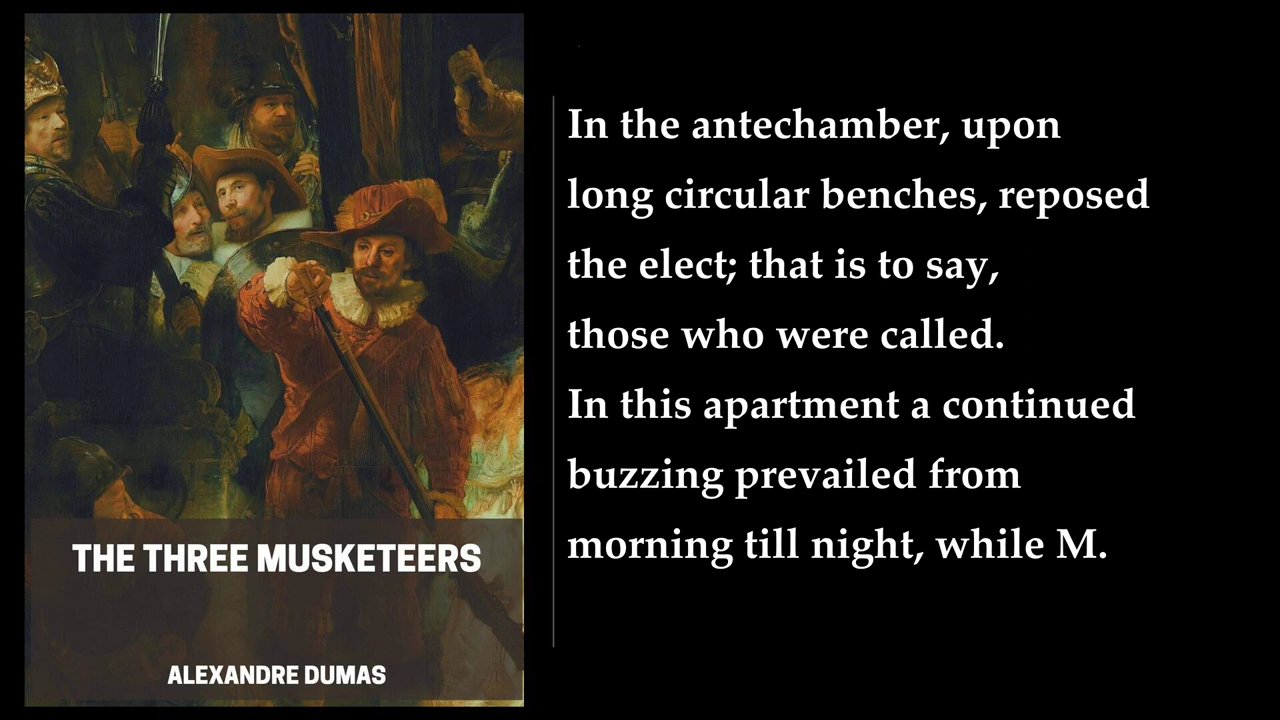 THE THREE MUSKETEERS
ALEXANDRE DUMAS
In the antechamber, upon
long circular benches, reposed
the elect; that is to say,
those who were called.
In this apartment a continued
buzzing prevailed from
morning till night, while M.